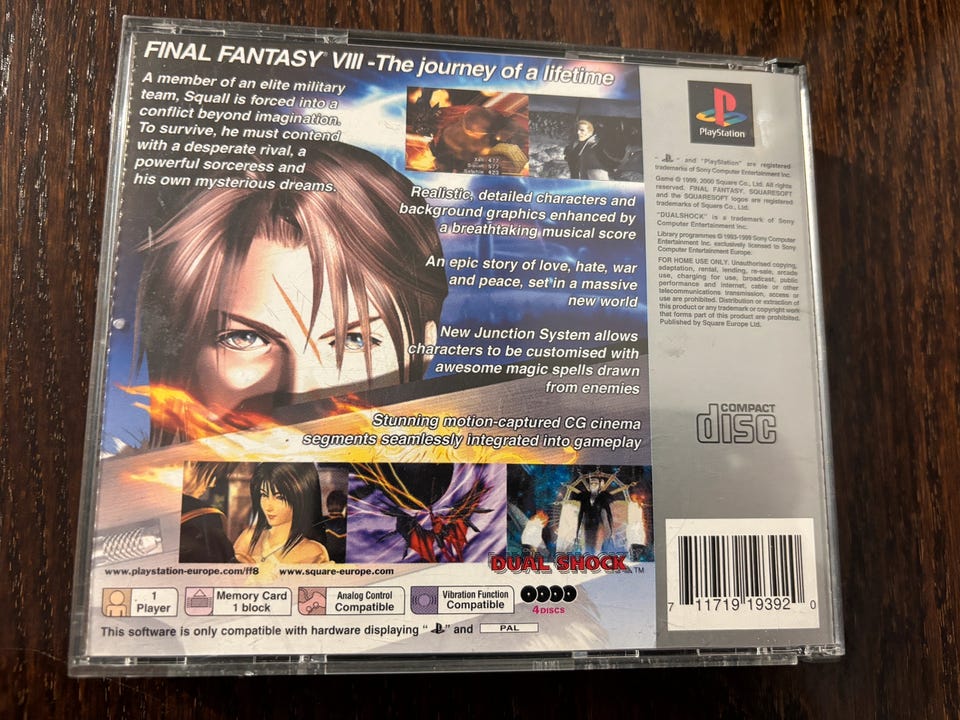 FINAL FANTASY® VIII -The journey of a lifetime
A member of an elite military
team, Squall is forced into a
conflict beyond imagination.
To survive, he must contend
with a desperate rival, a
powerful sorceress and
his own mysterious dreams.
Realistic, detailed characters and
background graphics enhanced by
a breathtaking musical score
An epic story of love, hate, war
and peace, set in a massive
new world
New Junction System allows
characters to be customised with
awesome magic spells drawn
from enemies
Stunning motion-captured CG cinema
segments seamlessly integrated into gameplay
www.playstation-europe.com/ff8 www.square-europe.com
DUAL SHOCK™
1
Player
Memory Card
1 block
Analog Control
Compatible
Vibration Function
Compatible
4 DISCS
This software is only compatible with hardware displaying " " and PAL
PlayStation
" " and "PlayStation" are registered
trademarks of Sony Computer Entertainment Inc.
Game © 1999, 2000 Square Co., Ltd. All rights
reserved. FINAL FANTASY, SQUARESOFT
and the SQUARESOFT logos are registered
trademarks of Square Co., Ltd.
"DUALSHOCK" is a trademark of Sony
Computer Entertainment Inc.
Library programmes © 1993-1999 Sony Computer
Entertainment Inc. exclusively licensed to Sony
Computer Entertainment Europe.
FOR HOME USE ONLY. Unauthorised copying,
adaptation, rental, lending, re-sale, arcade
use, charging for use, broadcast, public
performance and internet, cable or other
telecommunications transmission, access or
use are prohibited. Distribution or extraction of
this product or any trademark or copyright work
that forms part of this product are prohibited.
Published by Square Europe Ltd.
COMPACT
disc
7 11719 19392 0